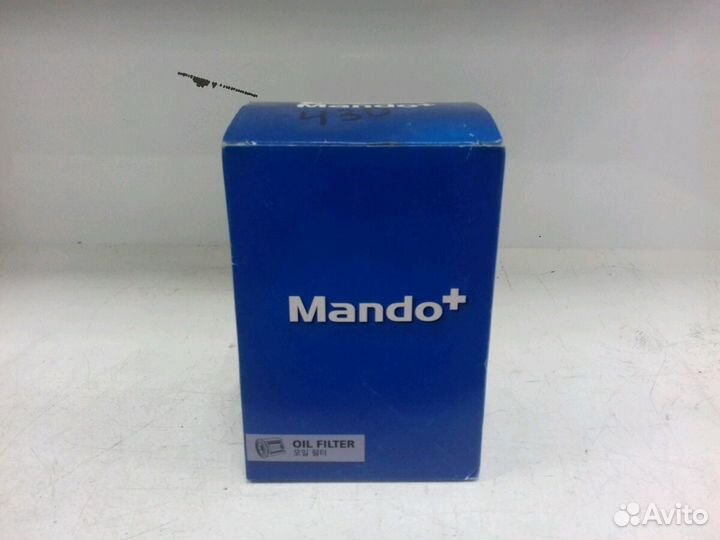 Mando+
430
Mando+
OIL FILTER
오일 필터
Avito